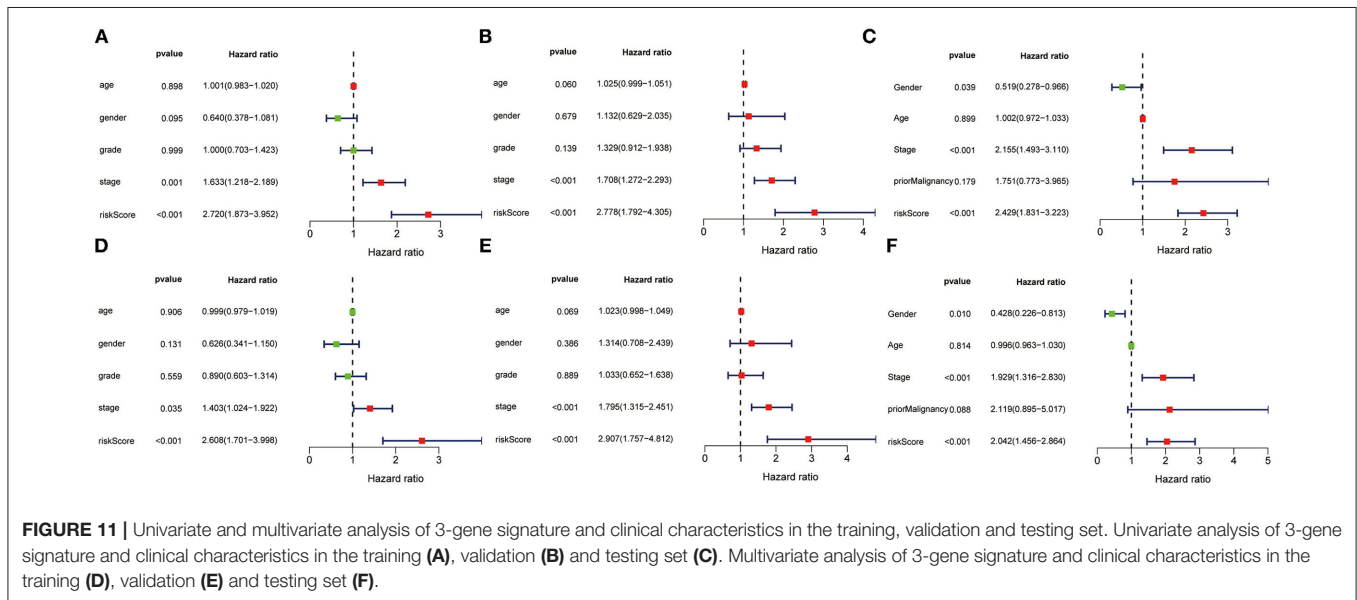 A
pvalue Hazard ratio
age 0.898 1.001(0.983−1.020)
gender 0.095 0.640(0.378−1.081)
grade 0.999 1.000(0.703−1.423)
stage 0.001 1.633(1.218−2.189)
riskScore <0.001 2.720(1.873−3.952)
0 1 2 3
Hazard ratio
B
pvalue Hazard ratio
age 0.060 1.025(0.999−1.051)
gender 0.679 1.132(0.629−2.035)
grade 0.139 1.329(0.912−1.938)
stage <0.001 1.708(1.272−2.293)
riskScore <0.001 2.778(1.792−4.305)
0 1 2 3 4
Hazard ratio
C
pvalue Hazard ratio
Gender 0.039 0.519(0.278−0.966)
Age 0.899 1.002(0.972−1.033)
Stage <0.001 2.155(1.493−3.110)
priorMalignancy 0.179 1.751(0.773−3.965)
riskScore <0.001 2.429(1.831−3.223)
0 1 2 3
Hazard ratio
D
pvalue Hazard ratio
age 0.906 0.999(0.979−1.019)
gender 0.131 0.626(0.341−1.150)
grade 0.559 0.890(0.603−1.314)
stage 0.035 1.403(1.024−1.922)
riskScore <0.001 2.608(1.701−3.998)
0 1 2 3
Hazard ratio
E
pvalue Hazard ratio
age 0.069 1.023(0.998−1.049)
gender 0.386 1.314(0.708−2.439)
grade 0.889 1.033(0.652−1.638)
stage <0.001 1.795(1.315−2.451)
riskScore <0.001 2.907(1.757−4.812)
0 1 2 3 4
Hazard ratio
F
pvalue Hazard ratio
Gender 0.010 0.428(0.226−0.813)
Age 0.814 0.996(0.963−1.030)
Stage <0.001 1.929(1.316−2.830)
priorMalignancy 0.088 2.119(0.895−5.017)
riskScore <0.001 2.042(1.456−2.864)
0 1 2 3 4 5
Hazard ratio
FIGURE 11 | Univariate and multivariate analysis of 3-gene signature and clinical characteristics in the training, validation and testing set. Univariate analysis of 3-gene
signature and clinical characteristics in the training (A), validation (B) and testing set (C). Multivariate analysis of 3-gene signature and clinical characteristics in the
training (D), validation (E) and testing set (F).